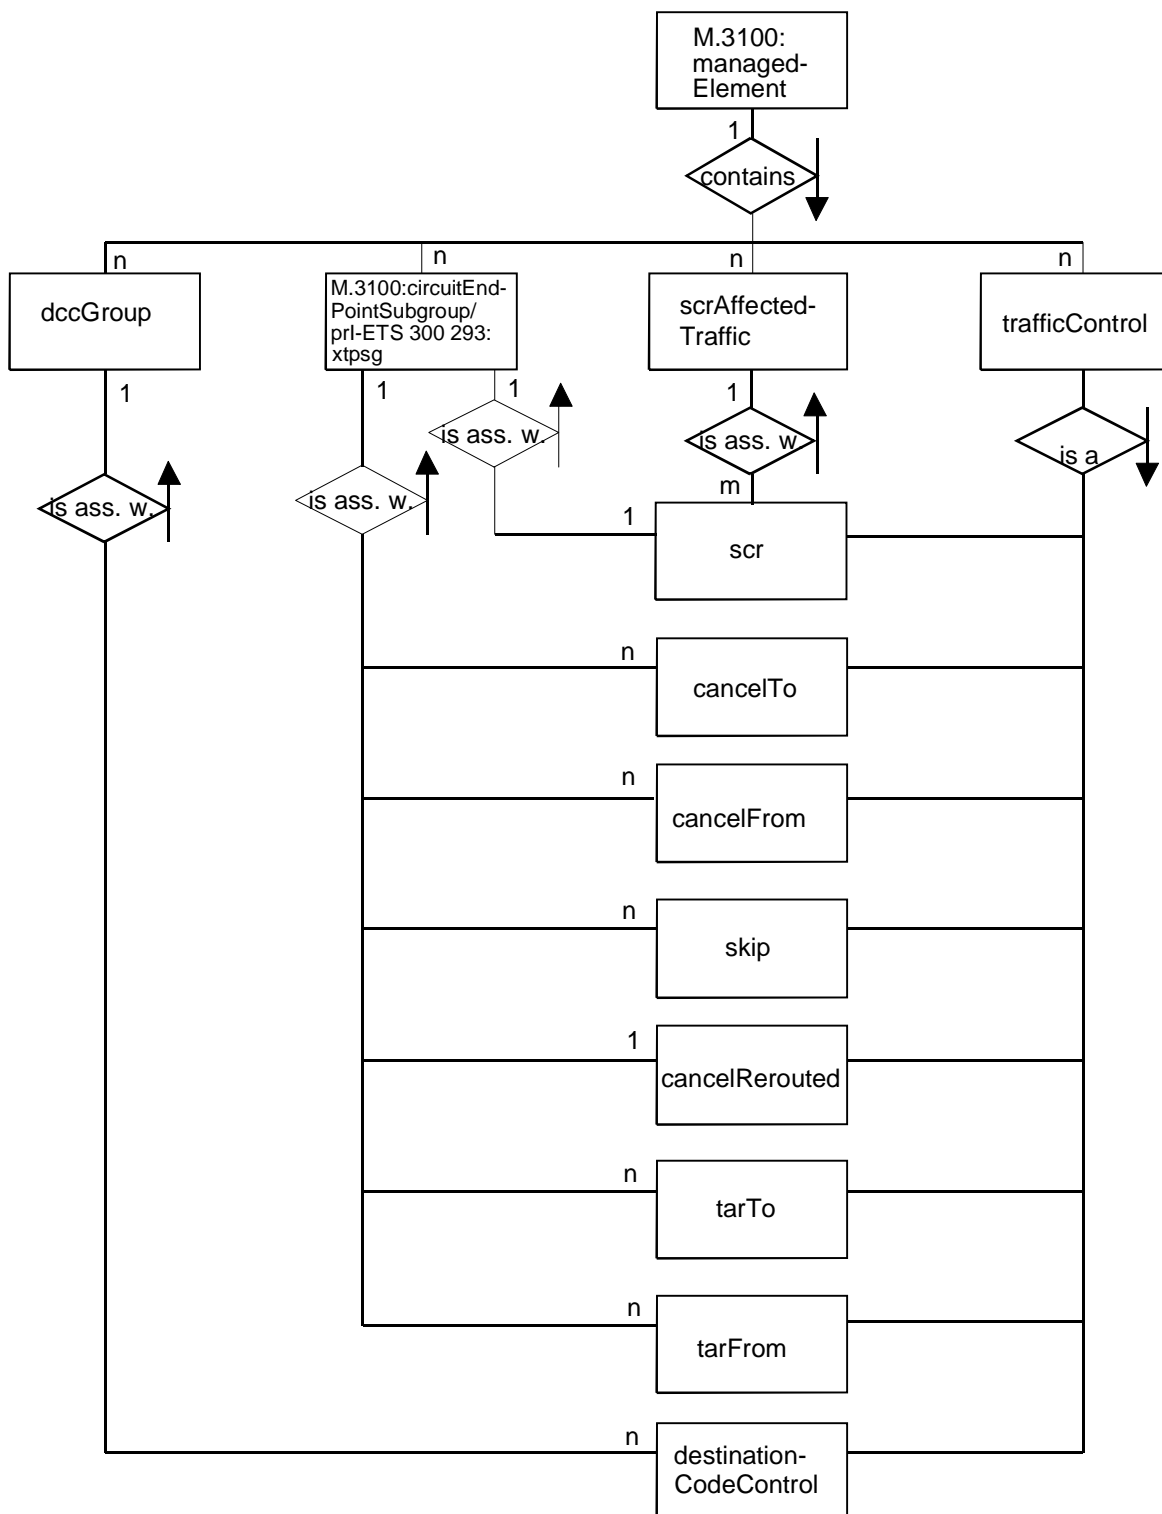 M.3100:
managed-
Element
1
contains
n
n
n
n
dccGroup
M.3100:circuitEnd-
PointSubgroup/
prI-ETS 300 293:
xtpsg
scrAffected-
Traffic
trafficControl
1
1
1
1
is ass. w.
is ass. w
is a
is ass. w.
is ass. w.
m
1
scr
n
cancelTo
n
cancelFrom
n
skip
1
cancelRerouted
n
tarTo
n
tarFrom
n
destination-
CodeControl